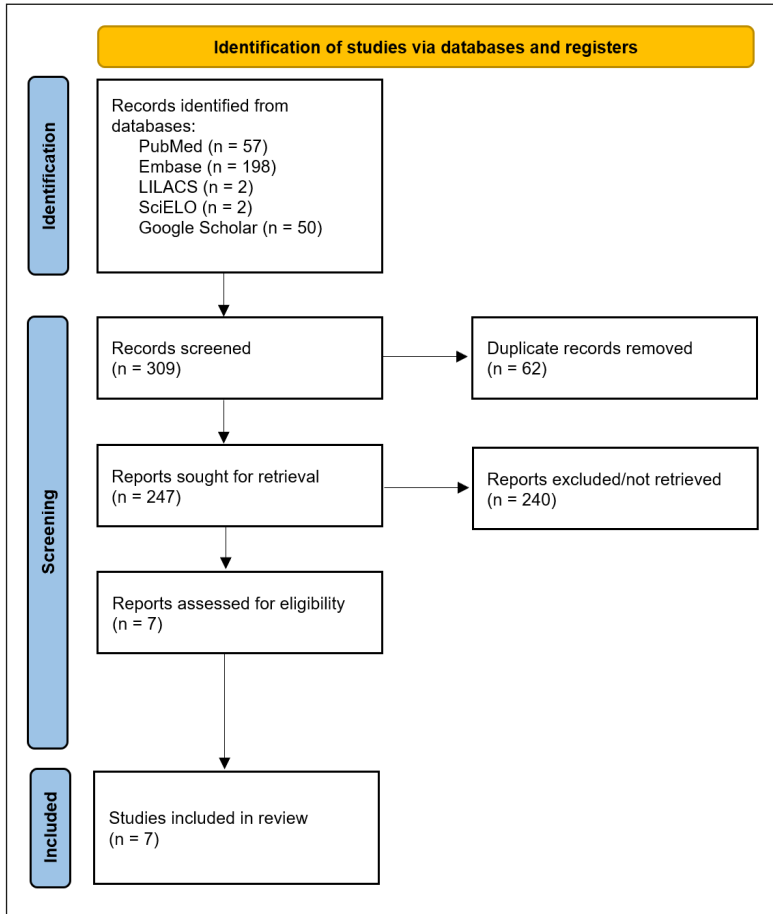 Identification of studies via databases and registers
Identification
Records identified from
databases:
PubMed (n = 57)
Embase (n = 198)
LILACS (n = 2)
SciELO (n = 2)
Google Scholar (n = 50)
Screening
Records screened
(n = 309)
Duplicate records removed
(n = 62)
Reports sought for retrieval
(n = 247)
Reports excluded/not retrieved
(n = 240)
Reports assessed for eligibility
(n = 7)
Included
Studies included in review
(n = 7)